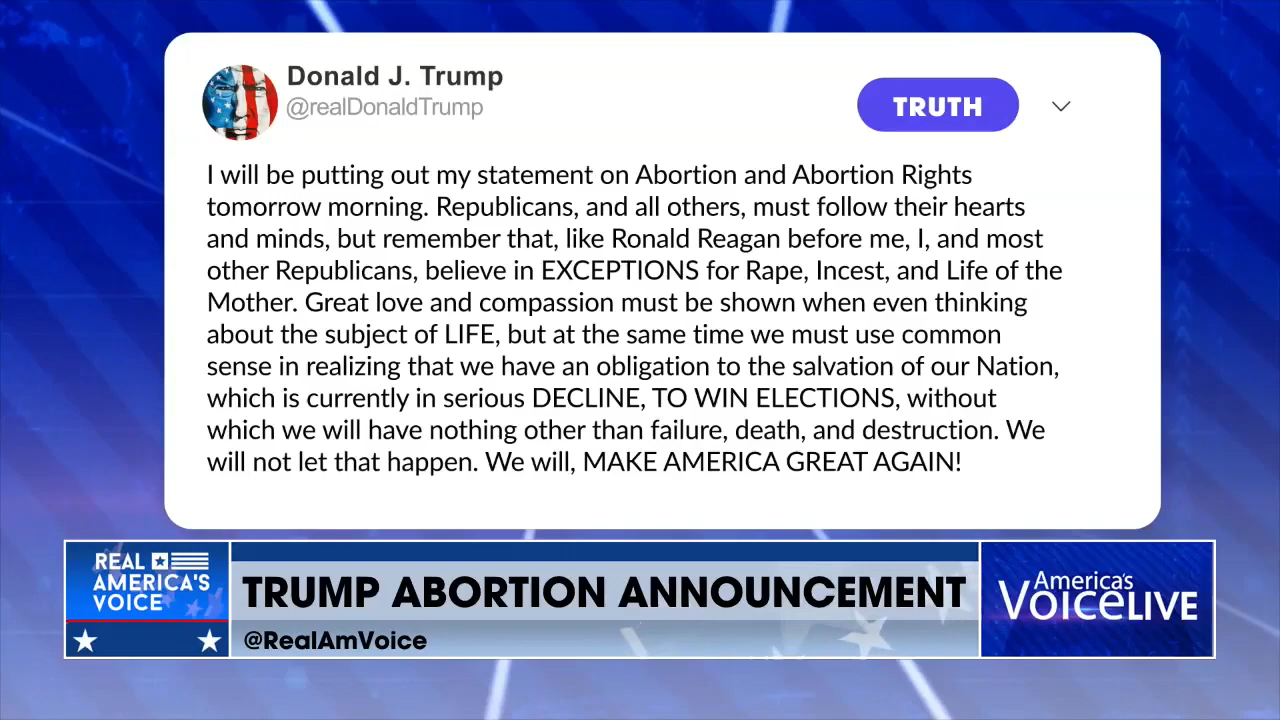 Donald J. Trump
@realDonaldTrump
TRUTH
I will be putting out my statement on Abortion and Abortion Rights
tomorrow morning. Republicans, and all others, must follow their hearts
and minds, but remember that, like Ronald Reagan before me, I, and most
other Republicans, believe in EXCEPTIONS for Rape, Incest, and Life of the
Mother. Great love and compassion must be shown when even thinking
about the subject of LIFE, but at the same time we must use common
sense in realizing that we have an obligation to the salvation of our Nation,
which is currently in serious DECLINE, TO WIN ELECTIONS, without
which we will have nothing other than failure, death, and destruction. We
will not let that happen. We will, MAKE AMERICA GREAT AGAIN!
REAL
AMERICA'S
VOICE
TRUMP ABORTION ANNOUNCEMENT
@RealAmVoice
America's
VOICE LIVE